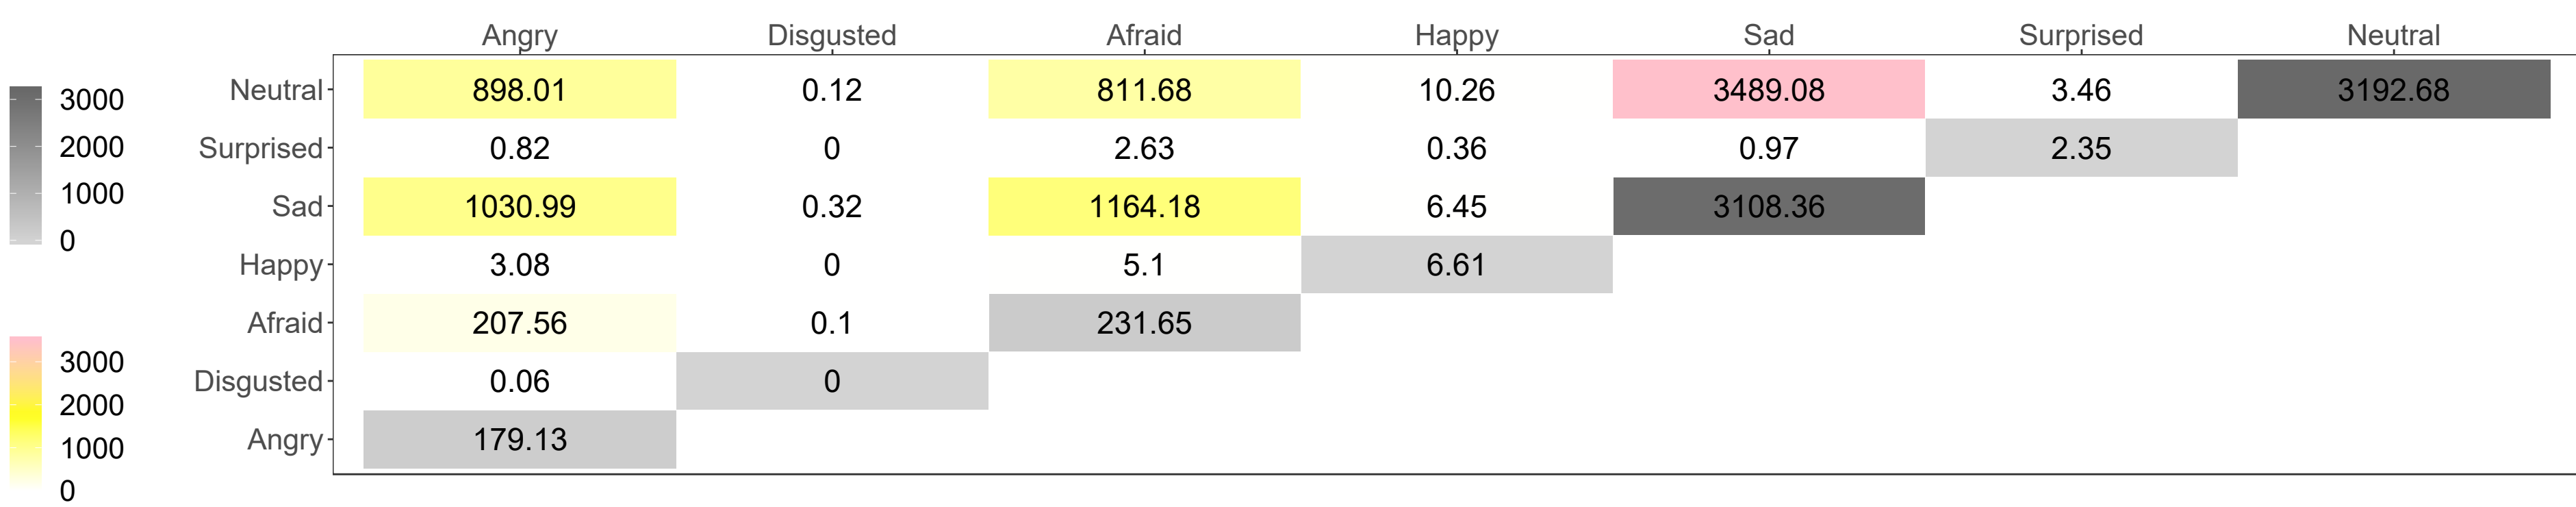 Angry Disgusted Afraid Happy Sad Surprised Neutral
Neutral 898.01 0.12 811.68 10.26 3489.08 3.46 3192.68
Surprised 0.82 0 2.63 0.36 0.97 2.35
Sad 1030.99 0.32 1164.18 6.45 3108.36
Happy 3.08 0 5.1 6.61
Afraid 207.56 0.1 231.65
Disgusted 0.06 0
Angry 179.13
3000
2000
1000
0
3000
2000
1000
0